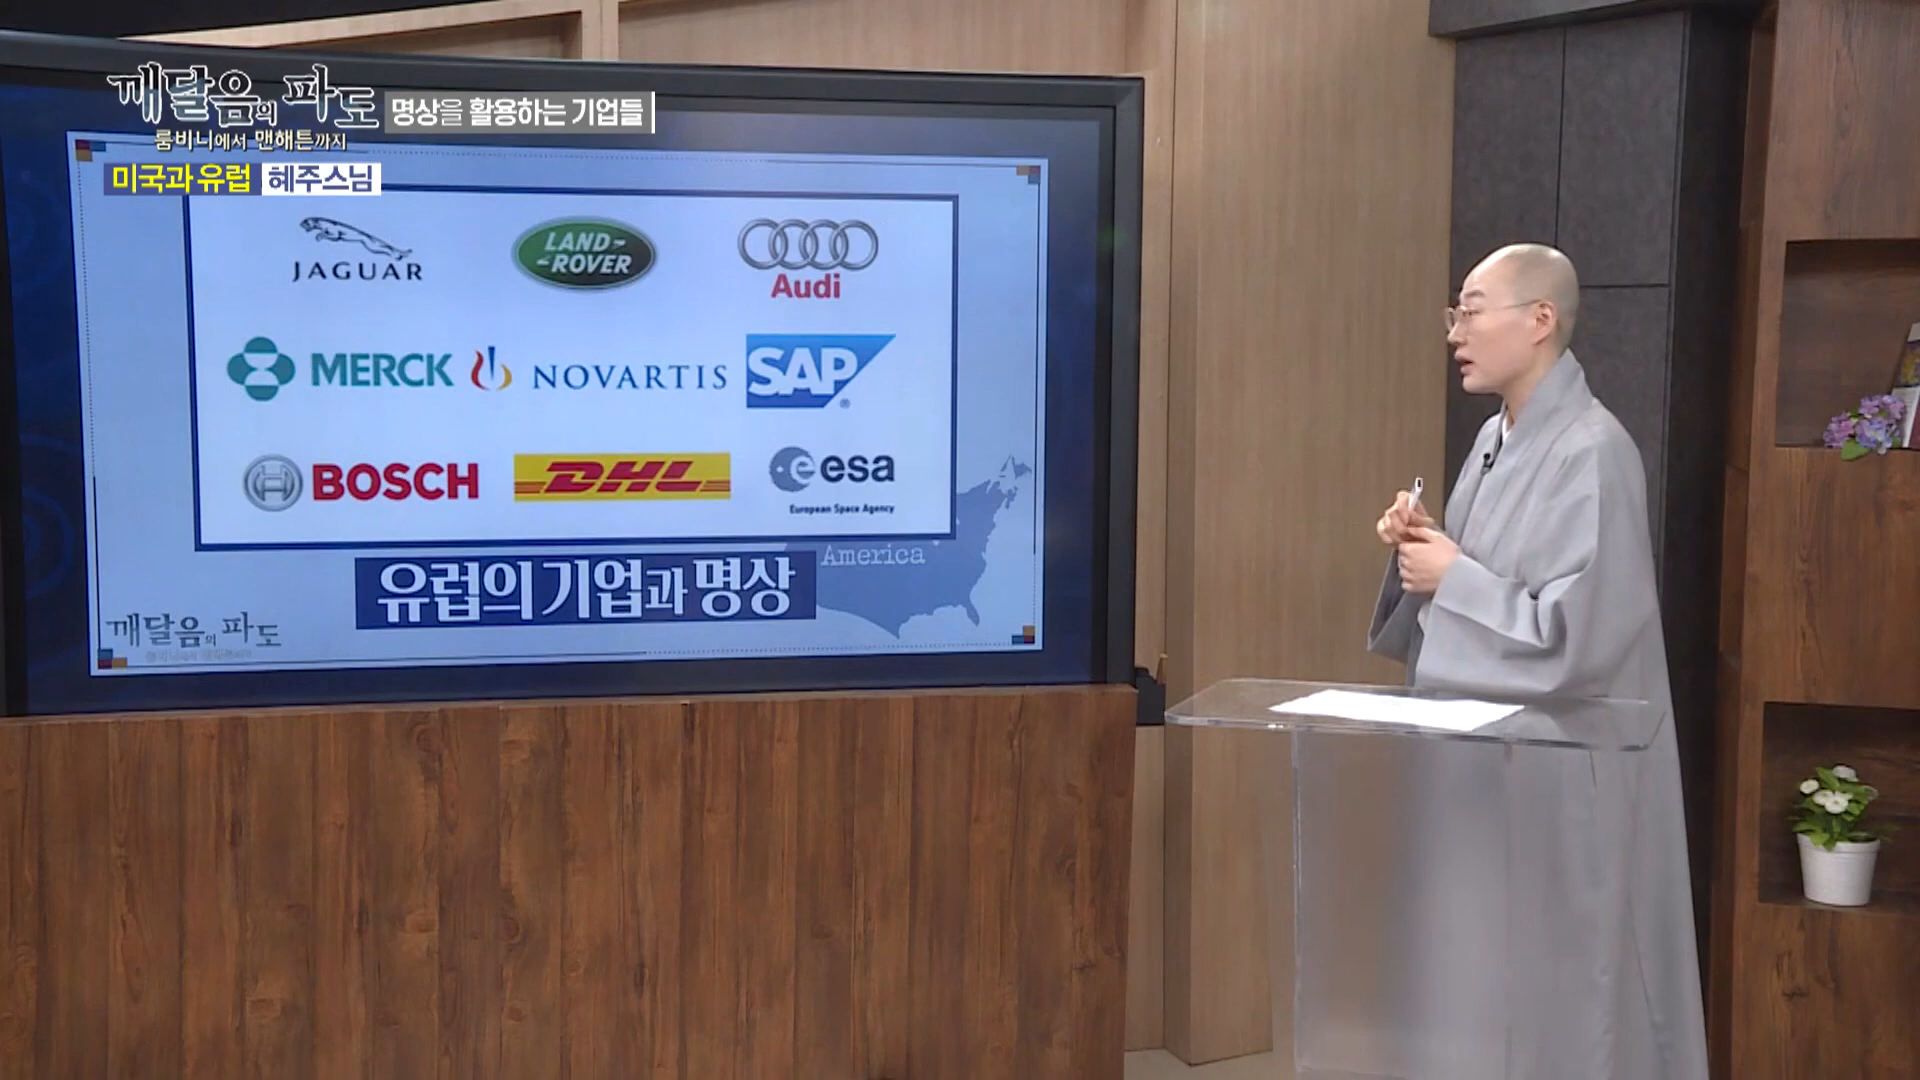 깨달음의 파도
룸비니에서 맨해튼까지
명상을 활용하는 기업들
미국과 유럽 혜주스님
JAGUAR
LAND-
-ROVER
Audi
MERCK
NOVARTIS
SAP
®
BOSCH
DHL
esa
European Space Agency
America
유럽의 기업과 명상
깨달음의 파도